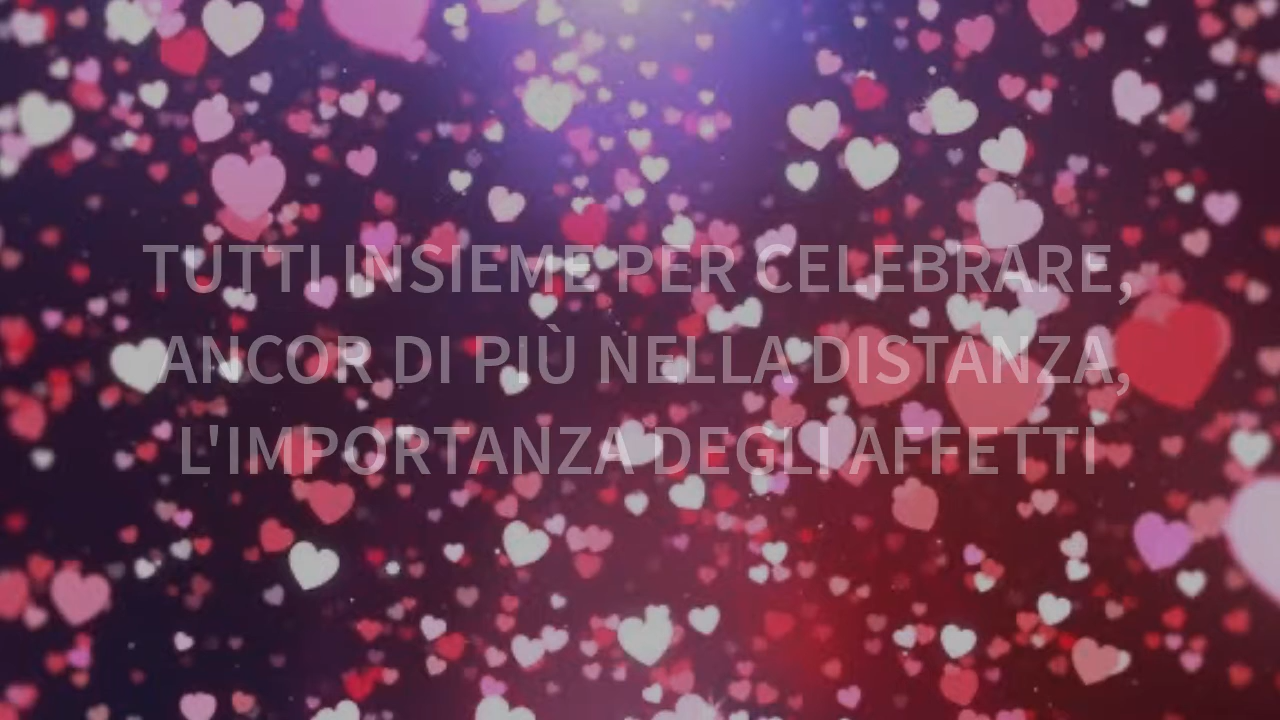 TUTTI INSIEME PER CELEBRARE,
ANCOR DI PIÙ NELLA DISTANZA,
L'IMPORTANZA DEGLI AFFETTI